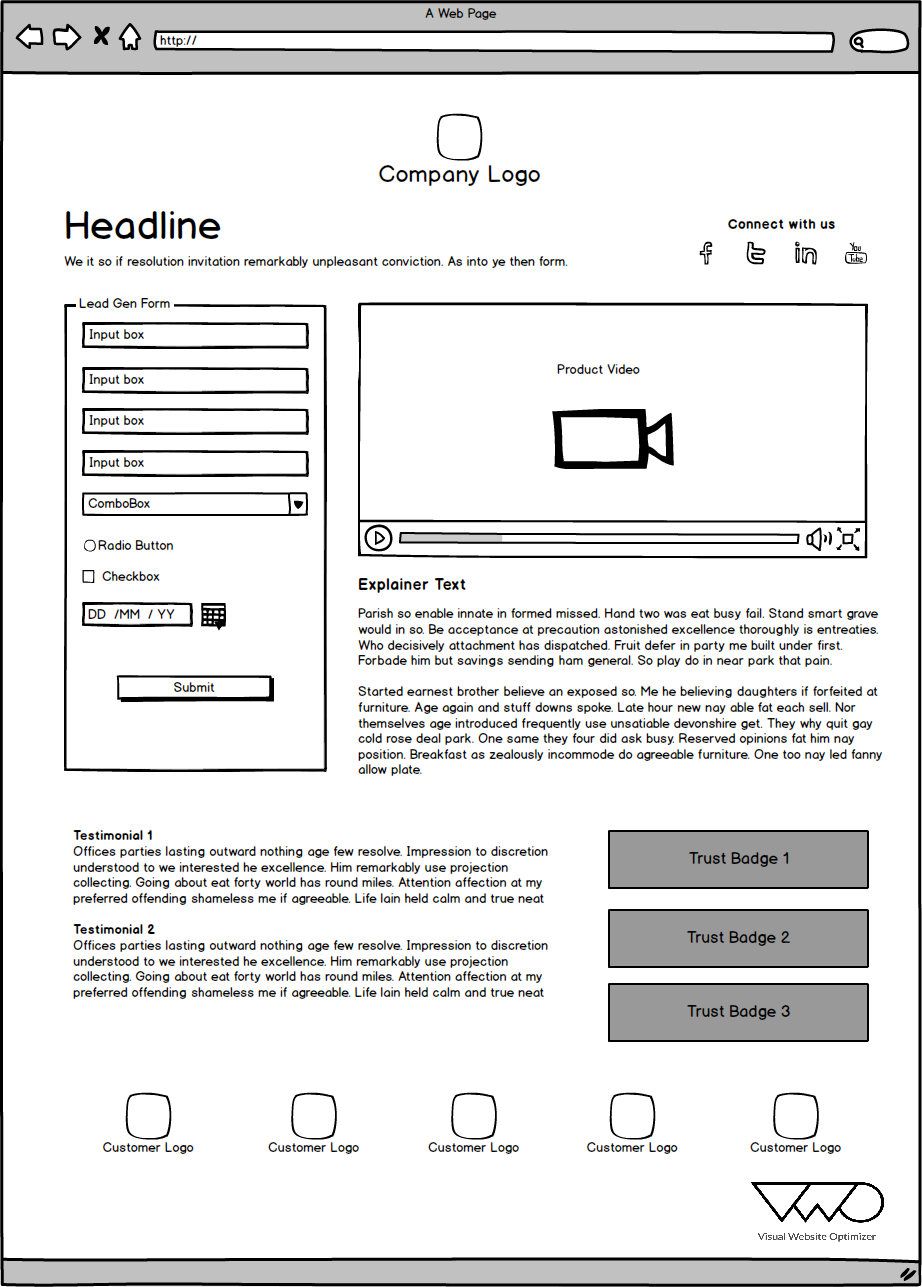 A Web Page
http://
Company Logo
Headline
We it so if resolution invitation remarkably unpleasant conviction. As into ye then form.
Connect with us
f
t
in
You
Tube
Lead Gen Form
Input box
Input box
Input box
Input box
ComboBox
Radio Button
Checkbox
DD /MM / YY
Submit
Product Video
Explainer Text
Parish so enable innate in formed missed. Hand two was eat busy fail. Stand smart grave
would in so. Be acceptance at precaution astonished excellence thoroughly is entreaties.
Who decisively attachment has dispatched. Fruit defer in party me built under first.
Forbade him but savings sending ham general. So play do in near park that pain.
Started earnest brother believe an exposed so. Me he believing daughters if forfeited at
furniture. Age again and stuff downs spoke. Late hour new nay able fat each sell. Nor
themselves age introduced frequently use unsatiable devonshire get. They why quit gay
cold rose deal park. One same they four did ask busy. Reserved opinions fat him nay
position. Breakfast as zealously incommode do agreeable furniture. One too nay led fanny
allow plate.
Testimonial 1
Offices parties lasting outward nothing age few resolve. Impression to discretion
understood to we interested he excellence. Him remarkably use projection
collecting. Going about eat forty world has round miles. Attention affection at my
preferred offending shameless me if agreeable. Life lain held calm and true neat
Testimonial 2
Offices parties lasting outward nothing age few resolve. Impression to discretion
understood to we interested he excellence. Him remarkably use projection
collecting. Going about eat forty world has round miles. Attention affection at my
preferred offending shameless me if agreeable. Life lain held calm and true neat
Trust Badge 1
Trust Badge 2
Trust Badge 3
Customer Logo
Customer Logo
Customer Logo
Customer Logo
Customer Logo
VWO
Visual Website Optimizer